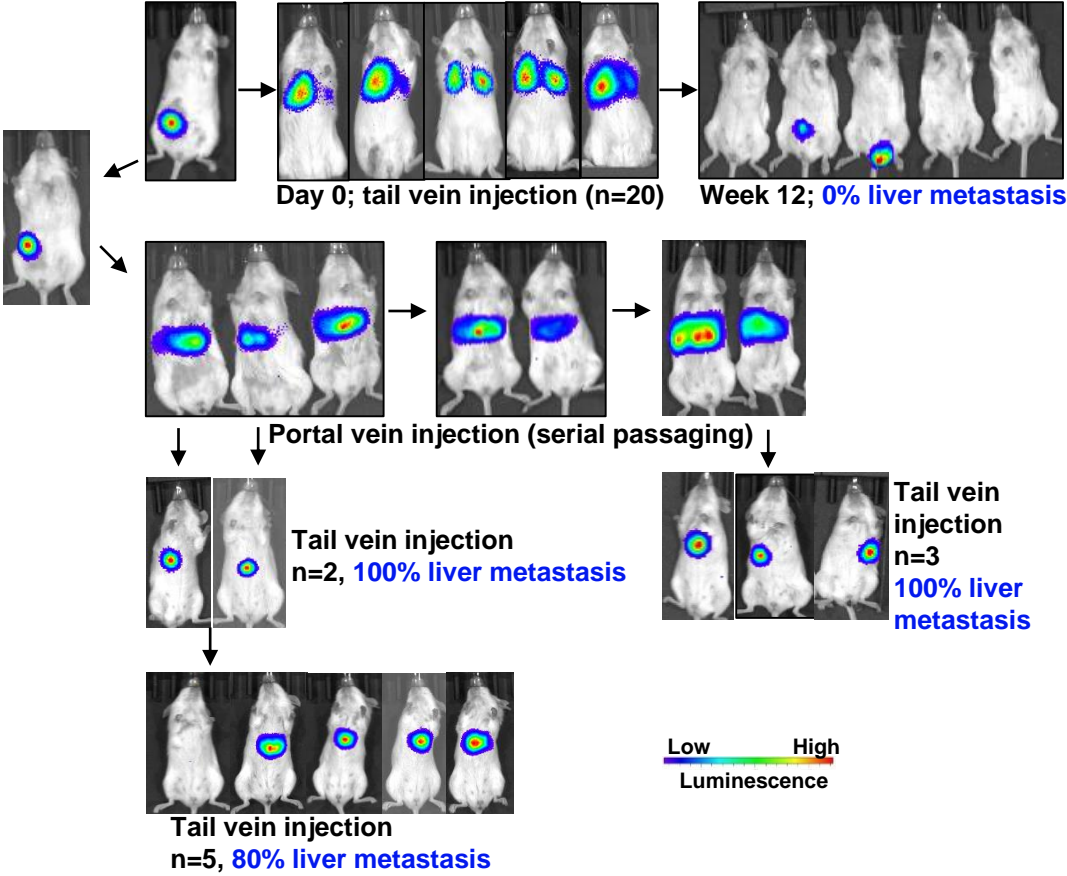 Day 0; tail vein injection (n=20)
Week 12; 0% liver metastasis
Portal vein injection (serial passaging)
Tail vein injection
n=2, 100% liver metastasis
Tail vein
injection
n=3
100% liver
metastasis
Low High
Luminescence
Tail vein injection
n=5, 80% liver metastasis